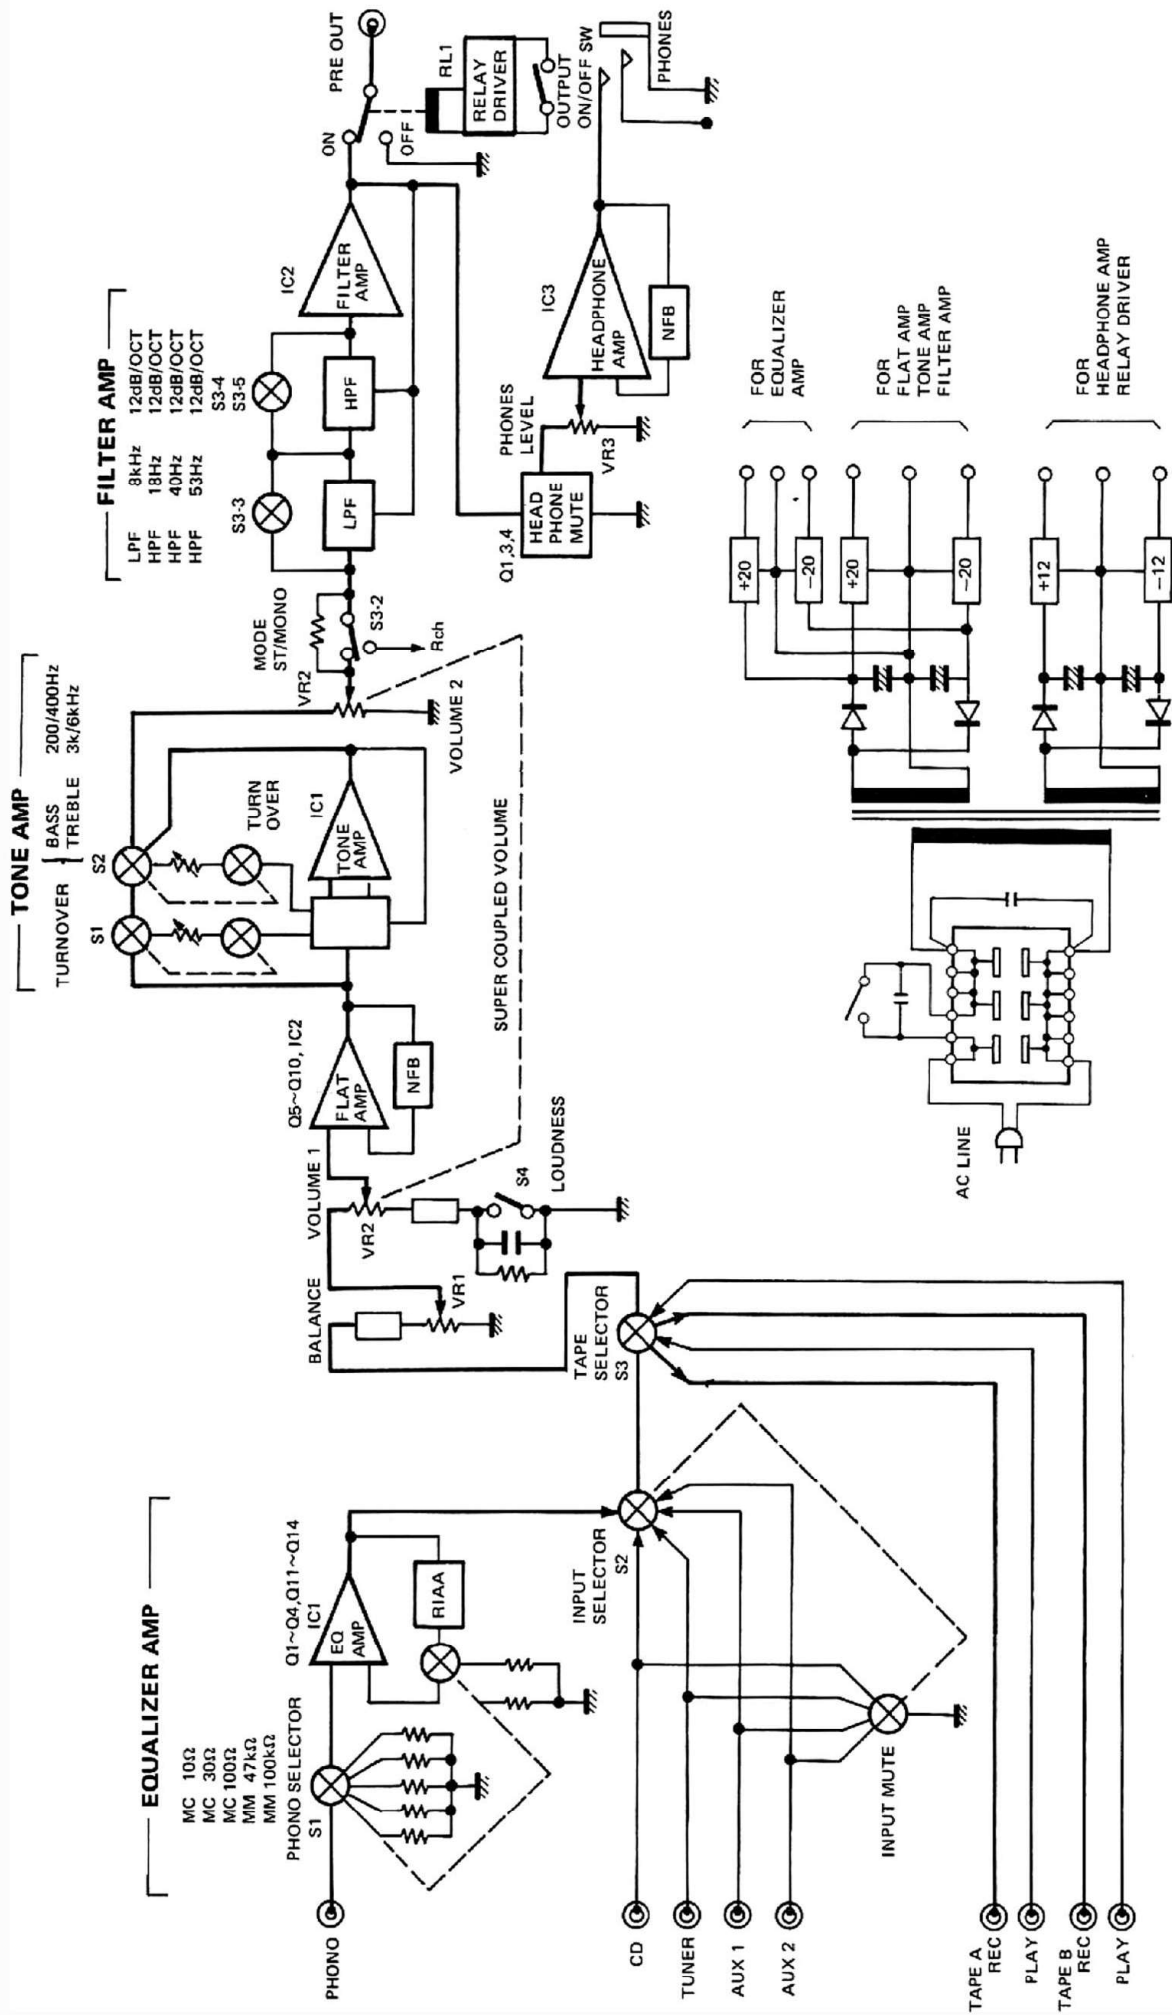 EQUALIZER AMP
MC 10Ω
MC 30Ω
MC 100Ω
MM 47kΩ
MM 100kΩ
PHONO SELECTOR
S1
Q1~Q4,Q11~Q14
IC1
EQ
AMP
RIAA
PHONO
CD
TUNER
AUX 1
AUX 2
TAPE A
REC
PLAY
TAPE B
REC
PLAY
INPUT
SELECTOR
S2
INPUT MUTE
TAPE
SELECTOR
S3
BALANCE
VR1
VOLUME 1
VR2
S4
LOUDNESS
Q5~Q10, IC2
FLAT
AMP
NFB
SUPER COUPLED VOLUME
TONE AMP
TURNOVER { BASS 200/400Hz
TREBLE 3k/6kHz
S1
S2
TURN
OVER
IC1
TONE
AMP
VR2
VOLUME 2
MODE
ST/MONO
S3-2
Rch
FILTER AMP
LPF 8kHz 12dB/OCT
HPF 18Hz 12dB/OCT
HPF 40Hz 12dB/OCT
HPF 53Hz 12dB/OCT
S3-3
S3-4
S3-5
LPF
HPF
IC2
FILTER
AMP
ON
OFF
PRE OUT
RL1
RELAY
DRIVER
OUTPUT
ON/OFF SW
PHONES
Q1,3,4
HEAD
PHONE
MUTE
PHONES
LEVEL
VR3
IC3
HEADPHONE
AMP
NFB
AC LINE
+20
-20
+20
-20
+12
-12
FOR
EQUALIZER
AMP
FOR
FLAT AMP
TONE AMP
FILTER AMP
FOR
HEADPHONE AMP
RELAY DRIVER